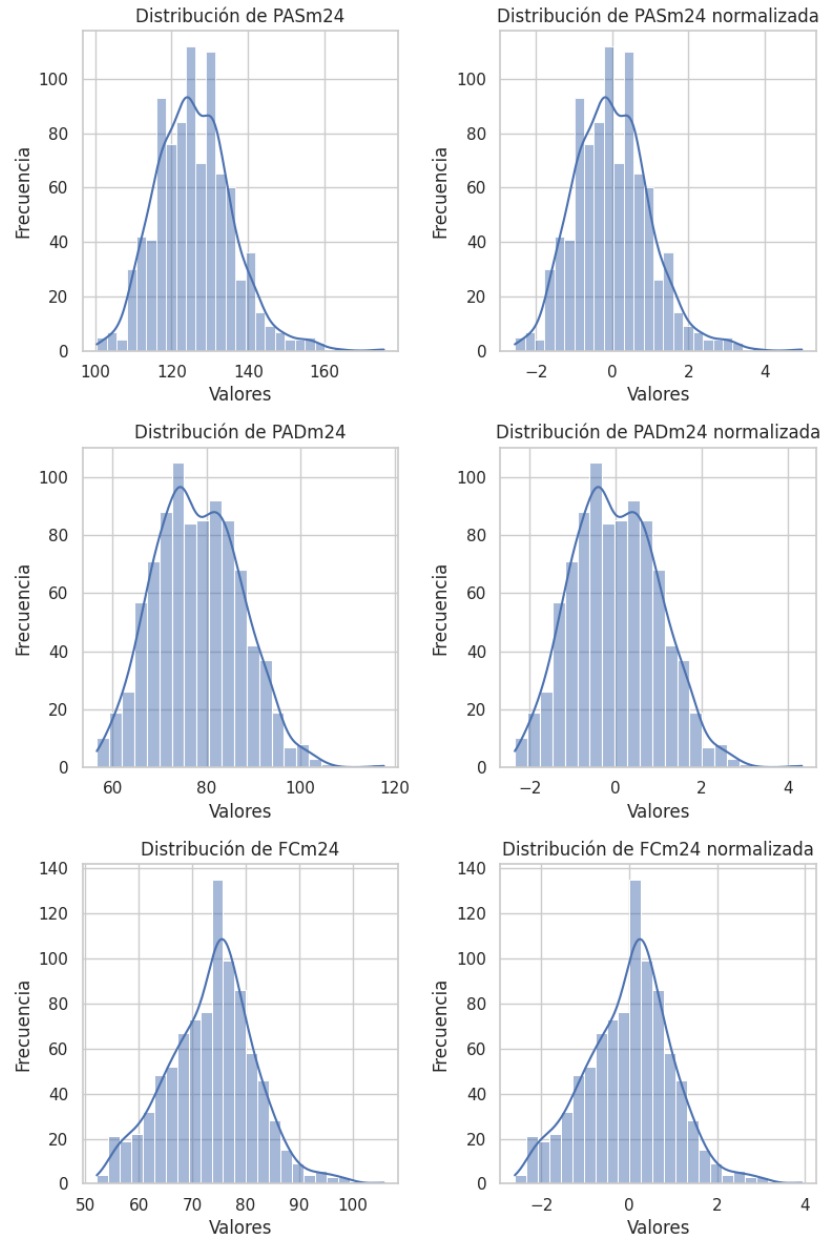 Distribución de PASm24
Distribución de PASm24 normalizada
Frecuencia
100
80
60
40
20
0
100 120 140 160
Valores
Frecuencia
100
80
60
40
20
0
−2 0 2 4
Valores
Distribución de PADm24
Distribución de PADm24 normalizada
Frecuencia
100
80
60
40
20
0
60 80 100 120
Valores
Frecuencia
100
80
60
40
20
0
−2 0 2 4
Valores
Distribución de FCm24
Distribución de FCm24 normalizada
Frecuencia
140
120
100
80
60
40
20
0
50 60 70 80 90 100
Valores
Frecuencia
140
120
100
80
60
40
20
0
−2 0 2 4
Valores